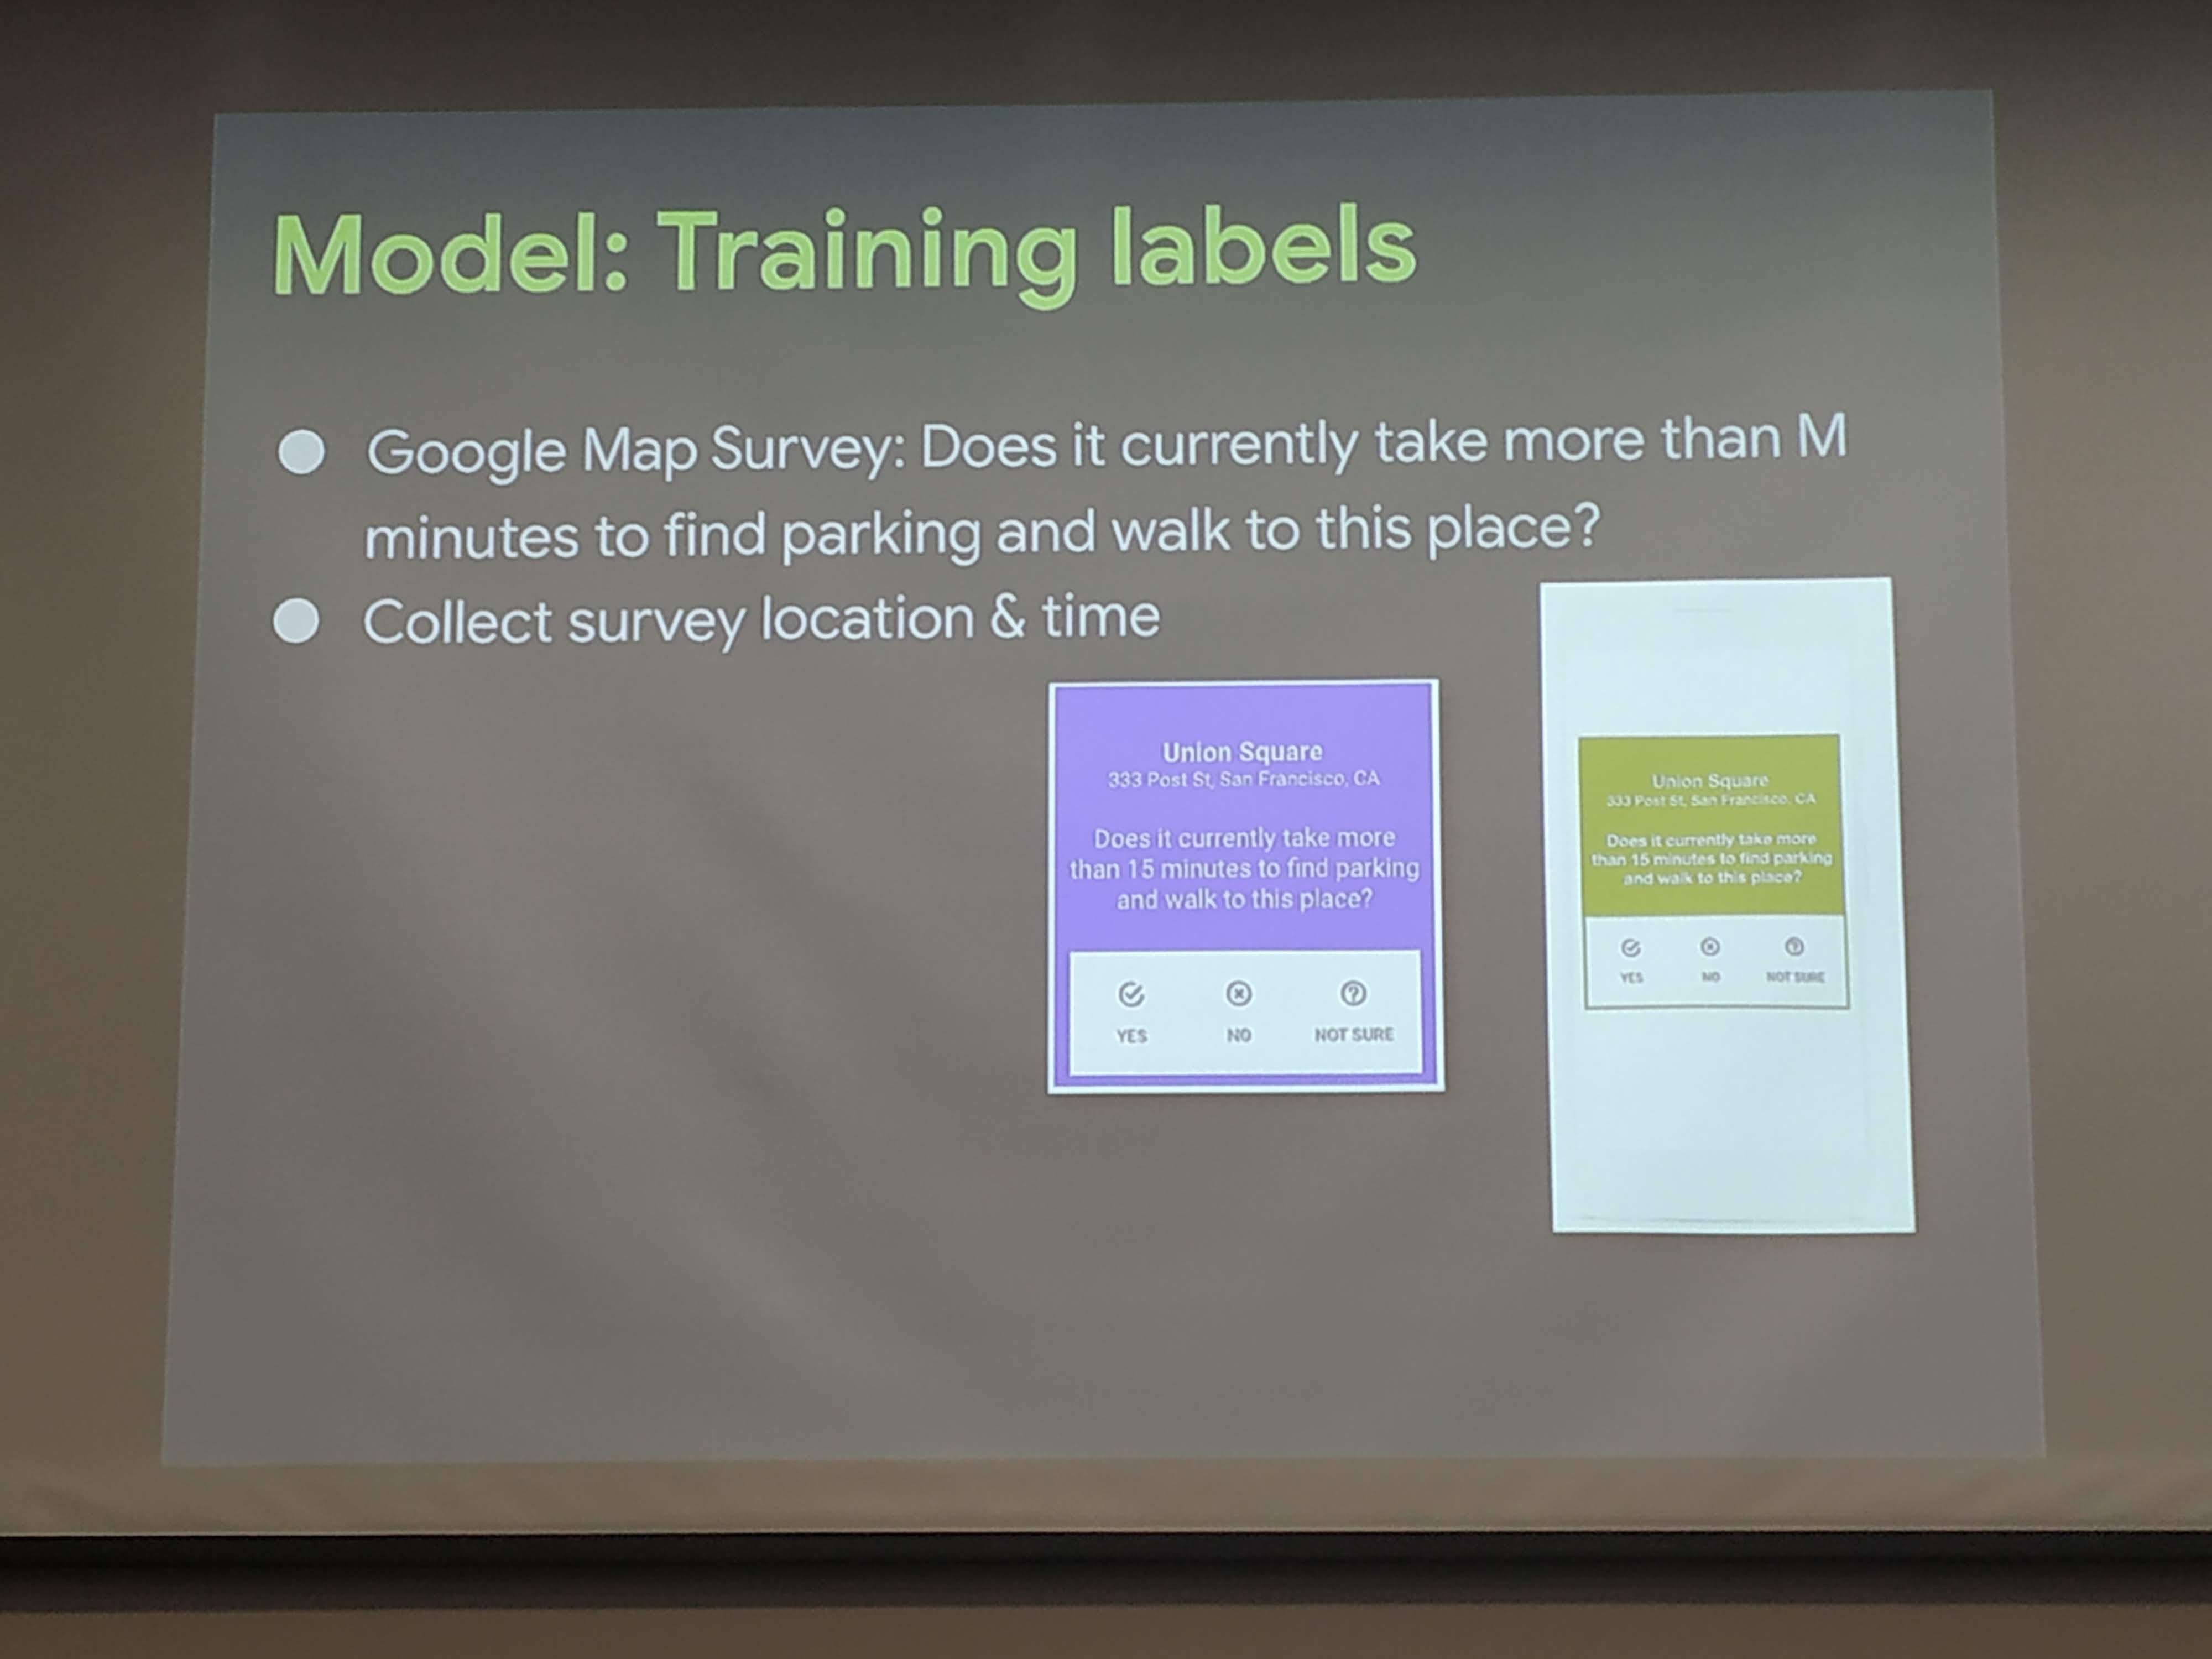 Model: Training labels
Google Map Survey: Does it currently take more than M
minutes to find parking and walk to this place?
Collect survey location & time
Union Square
333 Post St, San Francisco, CA
Does it currently take more
than 15 minutes to find parking
and walk to this place?
YES NO NOT SURE
Union Square
333 Post St, San Francisco, CA
Does it currently take more
than 15 minutes to find parking
and walk to this place?
YES NO NOT SURE